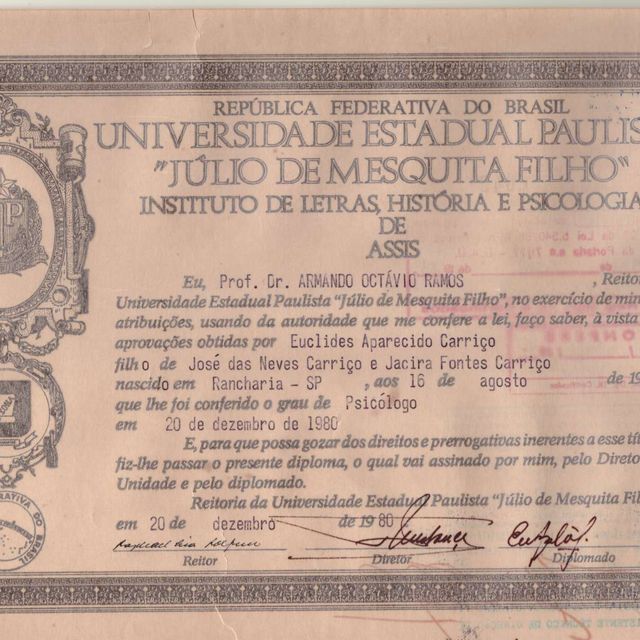 REPÚBLICA FEDERATIVA DO BRASIL
UNIVERSIDADE ESTADUAL PAULIS
"JÚLIO DE MESQUITA FILHO"
INSTITUTO DE LETRAS, HISTÓRIA E PSICOLOGIA
DE
ASSIS
Eu, Prof. Dr. ARMANDO OCTÁVIO RAMOS , Reitor
Universidade Estadual Paulista "Júlio de Mesquita Filho", no exercício de min
atribuições, usando da autoridade que me confere a lei, faço saber, à vista
aprovações obtidas por Euclides Aparecido Carriço
filho de José das Neves Carriço e Jacira Fontes Carriço
nascido em Rancharia - SP , aos 16 de agosto de 19
que lhe foi conferido o grau de Psicólogo
em 20 de dezembro de 1980
E, para que possa gozar dos direitos e prerrogativas inerentes a esse tít
fiz-lhe passar o presente diploma, o qual vai assinado por mim, pelo Direto
Unidade e pelo diplomado.
Reitoria da Universidade Estadual Paulista "Júlio de Mesquita Filho
em 20 de dezembro de 1980
Reitor Diretor Diplomado